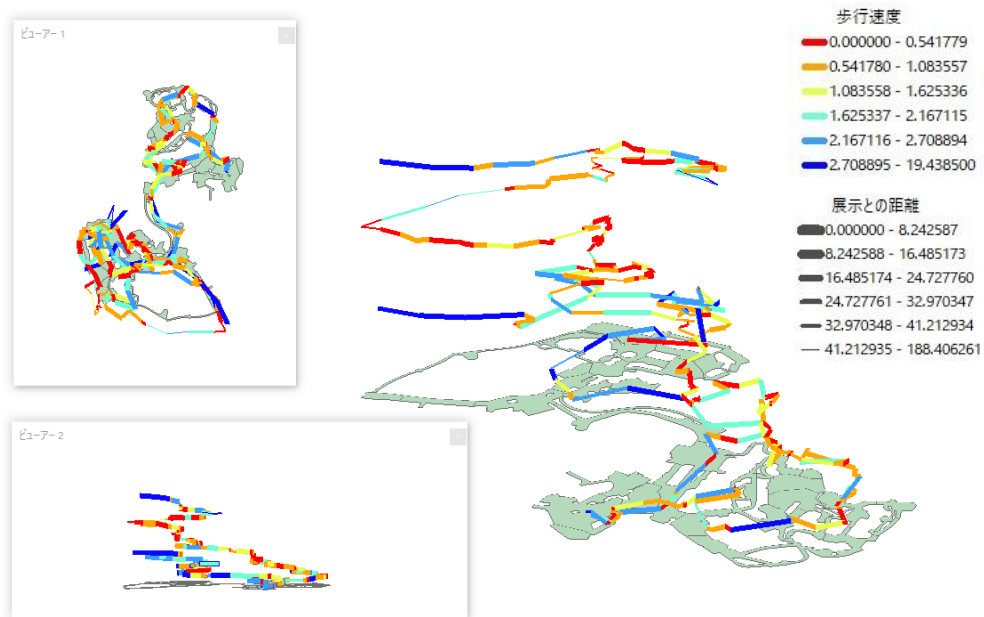 ビューアー 1
歩行速度
0.000000 - 0.541779
0.541780 - 1.083557
1.083558 - 1.625336
1.625337 - 2.167115
2.167116 - 2.708894
2.708895 - 19.438500
展示との距離
0.000000 - 8.242587
8.242588 - 16.485173
16.485174 - 24.727760
24.727761 - 32.970347
32.970348 - 41.212934
41.212935 - 188.406261
ビューアー 2